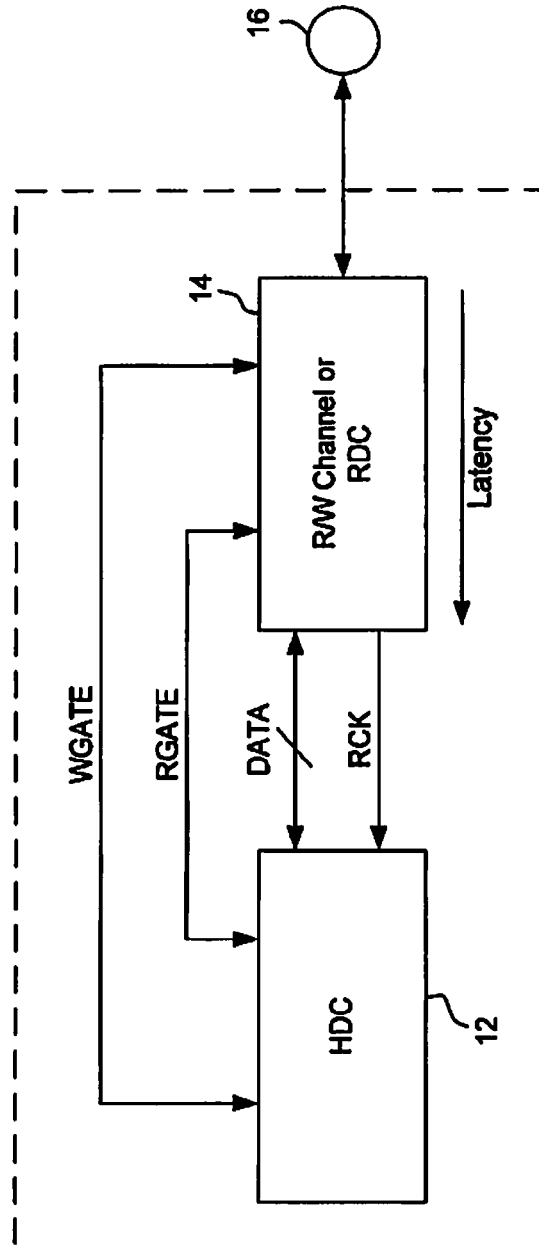 WGATE
RGATE
DATA
RCK
HDC
12
R/W Channel or
RDC
14
Latency
16